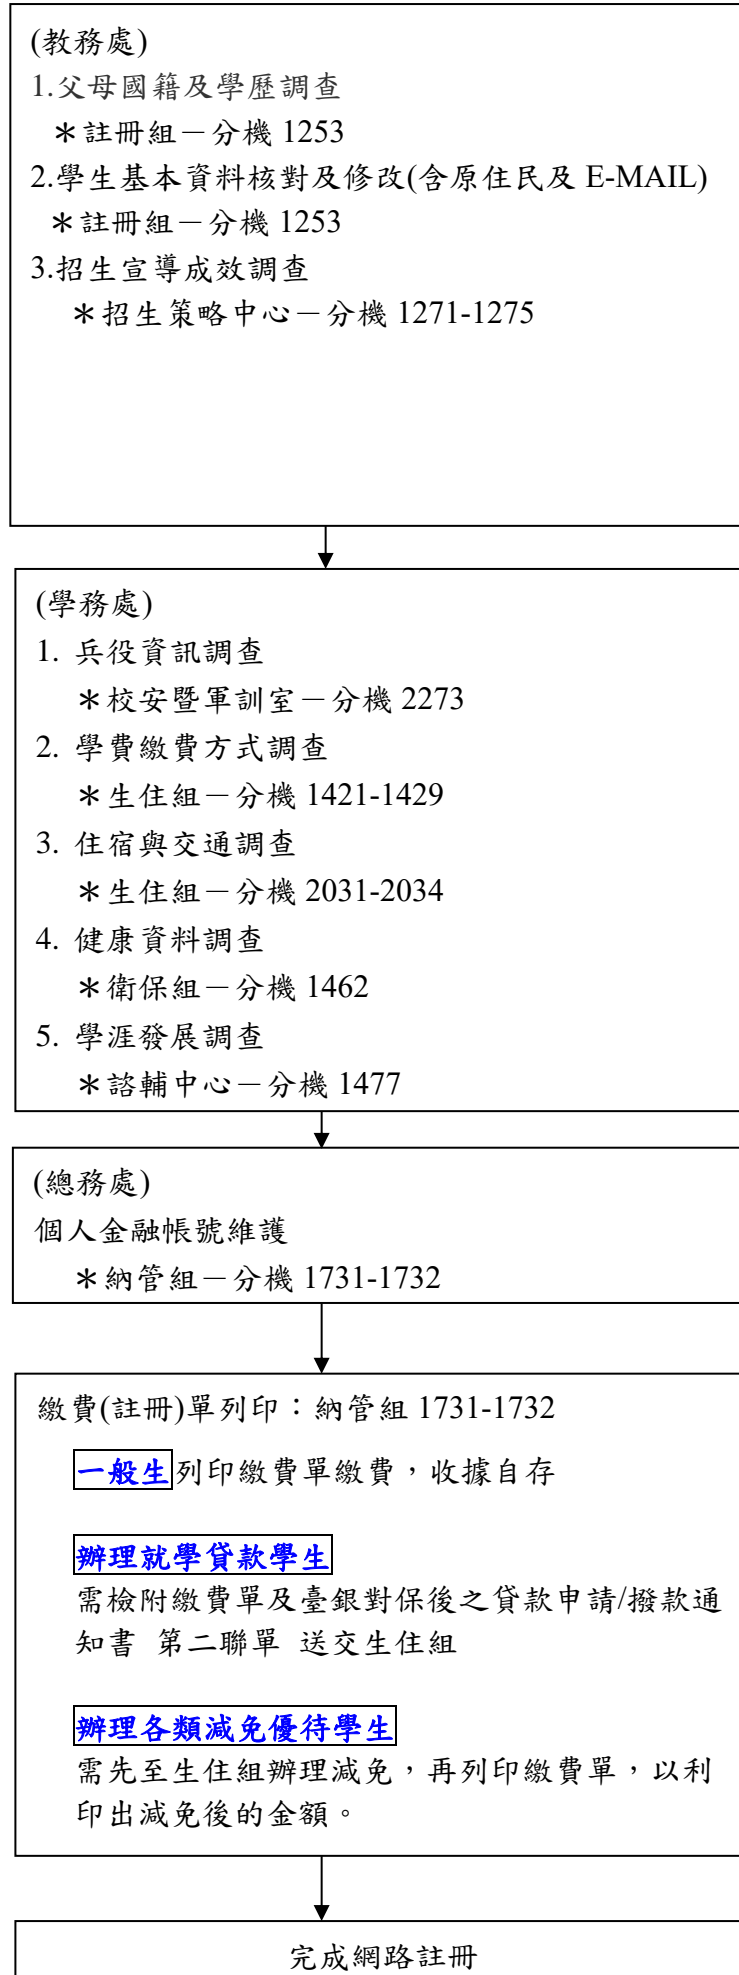 (教務處)
1.父母國籍及學歷調查
＊註冊組－分機 1253
2.學生基本資料核對及修改(含原住民及 E-MAIL)
＊註冊組－分機 1253
3.招生宣導成效調查
＊招生策略中心－分機 1271-1275
(學務處)
1. 兵役資訊調查
＊校安暨軍訓室－分機 2273
2. 學費繳費方式調查
＊生住組－分機 1421-1429
3. 住宿與交通調查
＊生住組－分機 2031-2034
4. 健康資料調查
＊衛保組－分機 1462
5. 學涯發展調查
＊諮輔中心－分機 1477
(總務處)
個人金融帳號維護
＊納管組－分機 1731-1732
繳費(註冊)單列印：納管組 1731-1732
一般生列印繳費單繳費，收據自存
辦理就學貸款學生
需檢附繳費單及臺銀對保後之貸款申請/撥款通
知書 第二聯單 送交生住組
辦理各類減免優待學生
需先至生住組辦理減免，再列印繳費單，以利
印出減免後的金額。
完成網路註冊